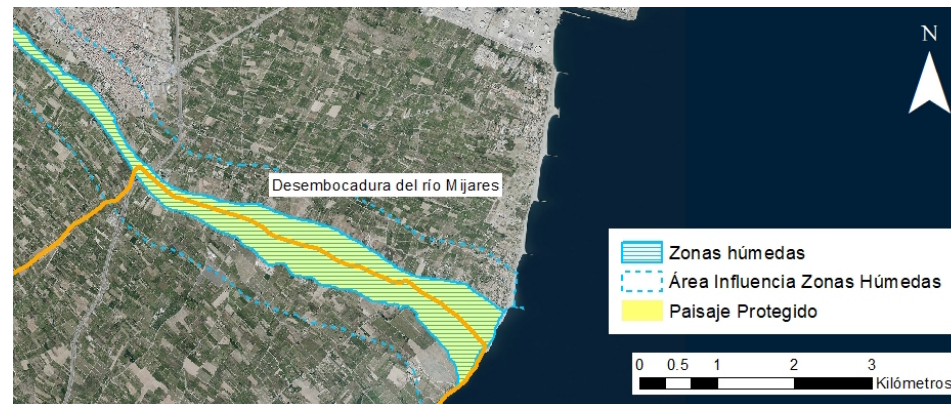 N
Desembocadura del río Mijares
Zonas húmedas
Área Influencia Zonas Húmedas
Paisaje Protegido
0 0.5 1 2 3
Kilómetros